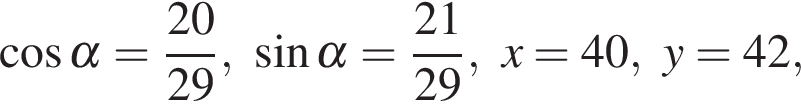 cos α = 20/29, sin α = 21/29, x = 40, y = 42,